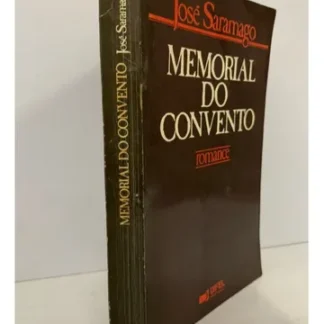 José Saramago
MEMORIAL
DO
CONVENTO
romance
MEMORIAL DO CONVENTO José Saramago